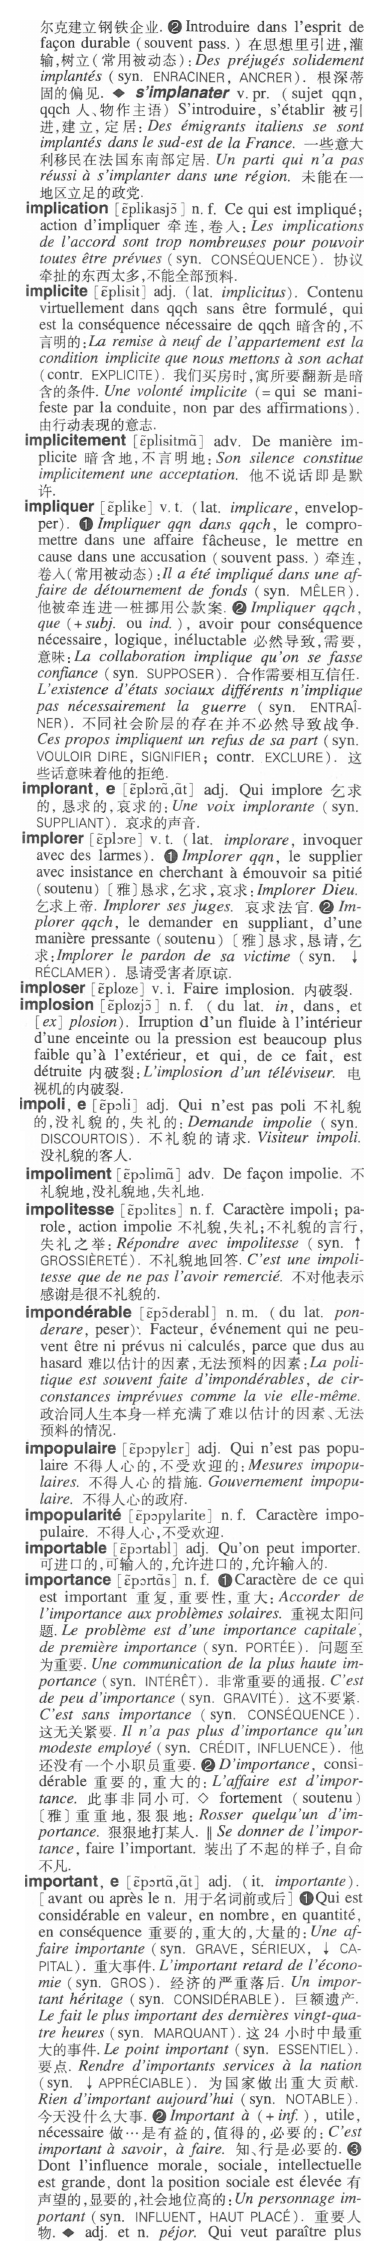 尔克建立钢铁企业. ❷ Introduire dans l'esprit de
façon durable (souvent pass. ) 在思想里引进,灌
输,树立(常用被动态) : Des préjugés solidement
implantés ( syn. ENRACINER, ANCRER) . 根深蒂
固的偏见. ◆ s'implanater v. pr. ( sujet qqn,
qqch 人、物作主语) S'introduire, s'établir 被引
进,建立, 定居: Des émigrants italiens se sont
implantés dans le sud-est de la France. 一些意大
利移民在法国东南部定居. Un parti qui n'a pas
réussi à s'implanter dans une région. 未能在一
地区立足的政党.
implication [ɛ̃plikasjɔ̃] n. f. Ce qui est impliqué;
action d'impliquer 牵连,卷人: Les implications
de l'accord sont trop nombreuses pour pouvoir
toutes être prévues ( syn. CONSÉQUENCE) . 协议
牵扯的东西太多,不能全部预料.
implicite [ɛ̃plisit] adj. ( lat. implicitus) . Contenu
virtuellement dans qqch sans être formulé, qui
est la conséquence nécessaire de qqch 暗含的,不
言明的:La remise à neuf de l'appartement est la
condition implicite que nous mettons à son achat
( contr. EXPLICITE) . 我们买房时,寓所要翻新是暗
含的条件. Une volonté implicite ( = qui se mani-
feste par la conduite, non par des affirmations) .
由行动表现的意志.
implicitement [ɛ̃plisitmɑ̃] adv. De manière im-
plicite 暗含地,不言明地: Son silence constitue
implicitement une acceptation. 他不说话即是默
许.
impliquer [ɛ̃plike] v. t. ( lat. implicare, envelop-
per) . ❶ Impliquer qqn dans qqch, le compro-
mettre dans une affaire fâcheuse, le mettre en
cause dans une accusation ( souvent pass. ) 牵连,
卷人(常用被动态) :Il a été impliqué dans une af-
faire de détournement de fonds ( syn. MÊLER) .
他被牵连进一桩挪用公款案. ❷ Impliquer qqch,
que ( + subj. ou ind. ) , avoir pour conséquence
nécessaire, logique, inéluctable 必然导致,需要,
意味: La collaboration implique qu'on se fasse
confiance ( syn. SUPPOSER) . 合作需要相互信任.
L'existence d'états sociaux différents n'implique
pas nécessairement la guerre ( syn. ENTRAÎ-
NER) . 不同社会阶层的存在并不必然导致战争.
Ces propos impliquent un refus de sa part ( syn.
VOULOIR DIRE, SIGNIFIER; contr. EXCLURE) . 这
些话意味着他的拒绝.
implorant, e [ɛ̃plɔrɑ̃,ɑ̃t] adj. Qui implore 乞求
的, 恳求的,哀求的: Une voix implorante ( syn.
SUPPLIANT) . 哀求的声音.
implorer [ɛ̃plɔre] v. t. ( lat. implorare, invoquer
avec des larmes) . ❶ Implorer qqn, le supplier
avec insistance en cherchant à émouvoir sa pitié
(soutenu) 〔雅〕恳求,乞求,哀求: Implorer Dieu.
乞求上帝. Implorer ses juges. 哀求法官. ❷ Im-
plorer qqch, le demander en suppliant, d'une
manière pressante (soutenu) 〔雅〕恳求,恳请,乞
求: Implorer le pardon de sa victime ( syn. ↓
RÉCLAMER) . 恳请受害者原谅.
imploser [ɛ̃ploze] v. i. Faire implosion. 内破裂.
implosion [ɛ̃plozjɔ̃] n. f. ( du lat. in, dans, et
[ex] plosion) . Irruption d'un fluide à l'intérieur
d'une enceinte ou la pression est beaucoup plus
faible qu'à l'extérieur, et qui, de ce fait, est
détruite 内破裂: L'implosion d'un téléviseur. 电
视机的内破裂.
impoli, e [ɛ̃pɔli] adj. Qui n'est pas poli 不礼貌
的,没礼貌的,失礼的: Demande impolie ( syn.
DISCOURTOIS) . 不礼貌的请求. Visiteur impoli.
没礼貌的客人.
impoliment [ɛ̃pɔlimɑ̃] adv. De façon impolie. 不
礼貌地,没礼貌地,失礼地.
impolitesse [ɛ̃pɔlitɛs] n. f. Caractère impoli; pa-
role, action impolie 不礼貌,失礼;不礼貌的言行,
失礼之举: Répondre avec impolitesse ( syn. ↑
GROSSIÈRETÉ) . 不礼貌地回答. C'est une impoli-
tesse que de ne pas l'avoir remercié. 不对他表示
感谢是很不礼貌的.
impondérable [ɛ̃pɔ̃derabl] n. m. ( du lat. pon-
derare, peser) . Facteur, événement qui ne peu-
vent être ni prévus ni calculés, parce que dus au
hasard 难以估计的因素,无法预料的因素: La poli-
tique est souvent faite d'impondérables, de cir-
constances imprévues comme la vie elle-même.
政治同人生本身一样充满了难以估计的因素、无法
预料的情况.
impopulaire [ɛ̃pɔpylɛr] adj. Qui n'est pas popu-
laire 不得人心的,不受欢迎的: Mesures impopu-
laires. 不得人心的措施. Gouvernement impopu-
laire. 不得人心的政府.
impopularité [ɛ̃pɔpylarite] n. f. Caractère impo-
pulaire. 不得人心,不受欢迎.
importable [ɛ̃pɔrtabl] adj. Qu'on peut importer.
可进口的,可输入的,允许进口的,允许输人的.
importance [ɛ̃pɔrtɑ̃s] n. f. ❶ Caractère de ce qui
est important 重复,重要性,重大: Accorder de
l'importance aux problèmes solaires. 重视太阳问
题. Le problème est d'une importance capitale,
de première importance ( syn. PORTÉE) . 问题至
为重要. Une communication de la plus haute im-
portance ( syn. INTÉRÊT) . 非常重要的通报. C'est
de peu d'importance ( syn. GRAVITÉ) . 这不要紧.
C'est sans importance ( syn. CONSÉQUENCE) .
这无关紧要. Il n'a pas plus d'importance qu'un
modeste employé ( syn. CRÉDIT, INFLUENCE) . 他
还没有一个小职员重要. ❷ D'importance, consi-
dérable 重要的,重大的: L'affaire est d'impor-
tance. 此事非同小可. ◇ fortement (soutenu)
〔雅〕重重地, 狠狠地: Rosser quelqu'un d'im-
portance. 狠狠地打某人. ‖ Se donner de l'impor-
tance, faire l'important. 装出了不起的样子,自命
不凡.
important, e [ɛ̃pɔrtɑ̃,ɑ̃t] adj. ( it. importante) .
[ avant ou après le n. 用于名词前或后] ❶ Qui est
considérable en valeur, en nombre, en quantité,
en conséquence 重要的,重大的,大量的: Une af-
faire importante ( syn. GRAVE, SÉRIEUX, ↓ CA-
PITAL) . 重大事件. L'important retard de l'écono-
mie ( syn. GROS) . 经济的严重落后. Un impor-
tant héritage ( syn. CONSIDÉRABLE) . 巨额遗产.
Le fait le plus important des dernières vingt-qua-
tre heures ( syn. MARQUANT) . 这 24 小时中最重
大的事件. Le point important ( syn. ESSENTIEL) .
要点. Rendre d'importants services à la nation
(syn. ↓ APPRÉCIABLE) . 为国家做出重大贡献.
Rien d'important aujourd'hui ( syn. NOTABLE) .
今天没什么大事. ❷ Important à ( + inf. ) , utile,
nécessaire 做…是有益的,值得的,必要的: C'est
important à savoir, à faire. 知、行是必要的. ❸
Dont l'influence morale, sociale, intellectuelle
est grande, dont la position sociale est élevée 有
声望的,显要的,社会地位高的: Un personnage im-
portant ( syn. INFLUENT, HAUT PLACÉ) . 重要人
物. ◆ adj. et n. péjor. Qui veut paraître plus